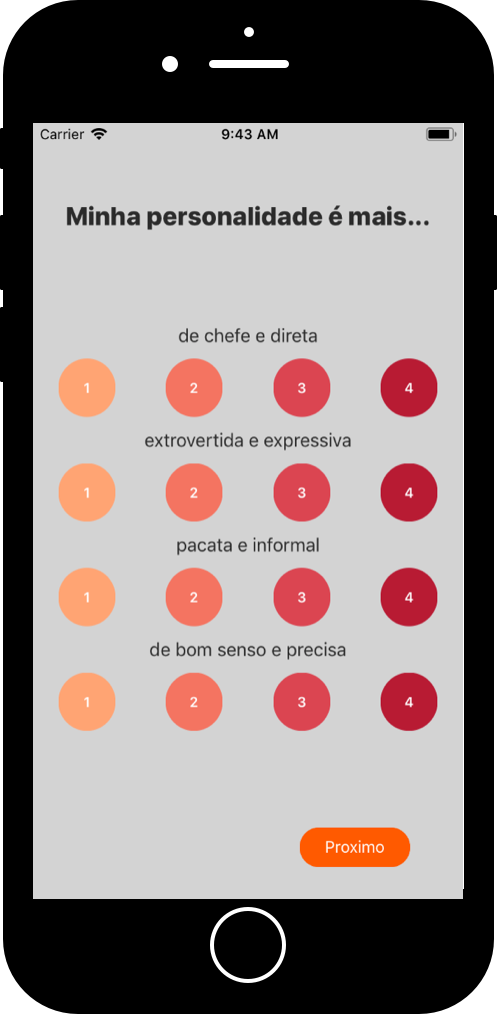 Carrier 9:43 AM
Minha personalidade é mais...
de chefe e direta
1 2 3 4
extrovertida e expressiva
1 2 3 4
pacata e informal
1 2 3 4
de bom senso e precisa
1 2 3 4
Proximo